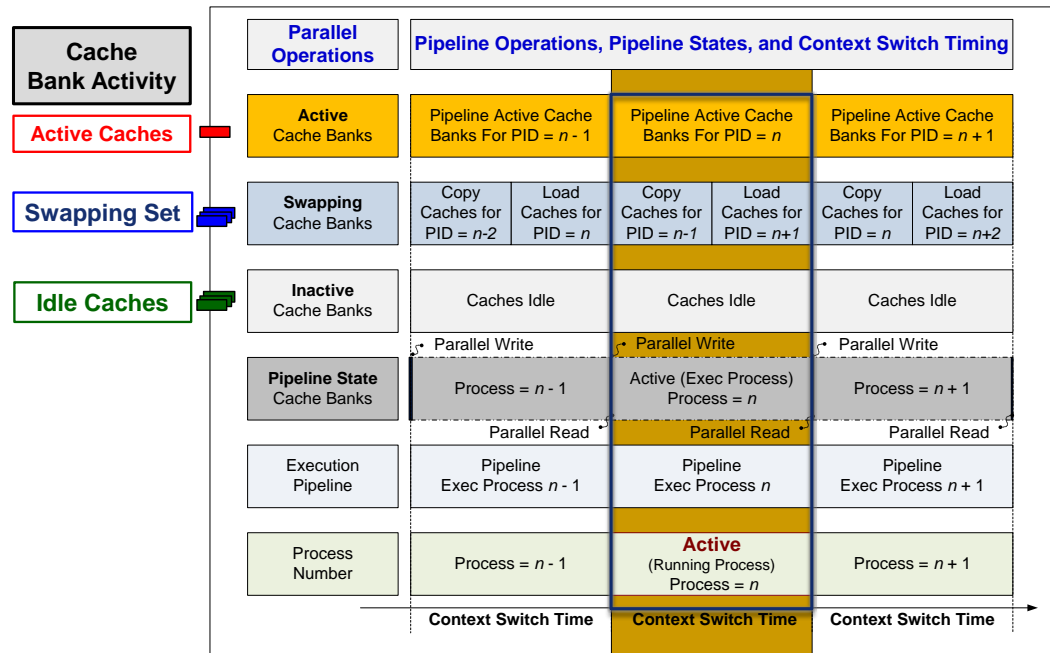 Cache
Bank Activity
Active Caches
Swapping Set
Idle Caches
Parallel
Operations
Pipeline Operations, Pipeline States, and Context Switch Timing
Active
Cache Banks
Pipeline Active Cache
Banks For PID = n - 1
Pipeline Active Cache
Banks For PID = n
Pipeline Active Cache
Banks For PID = n + 1
Swapping
Cache Banks
Copy
Caches for
PID = n-2
Load
Caches for
PID = n
Copy
Caches for
PID = n-1
Load
Caches for
PID = n+1
Copy
Caches for
PID = n
Load
Caches for
PID = n+2
Inactive
Cache Banks
Caches Idle
Caches Idle
Caches Idle
Parallel Write
Parallel Write
Parallel Write
Pipeline State
Cache Banks
Process = n - 1
Active (Exec Process)
Process = n
Process = n + 1
Parallel Read
Parallel Read
Parallel Read
Execution
Pipeline
Pipeline
Exec Process n - 1
Pipeline
Exec Process n
Pipeline
Exec Process n + 1
Process
Number
Process = n - 1
Active
(Running Process)
Process = n
Process = n + 1
Context Switch Time
Context Switch Time
Context Switch Time